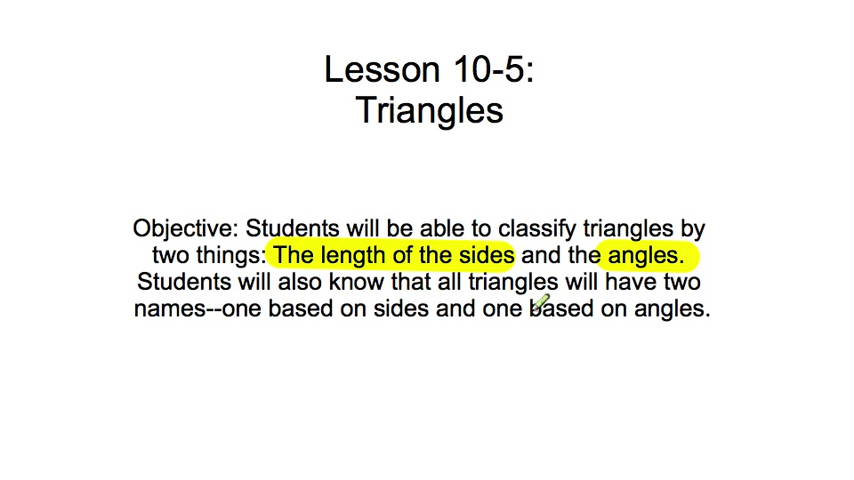 Lesson 10-5:
Triangles
Objective: Students will be able to classify triangles by
two things: The length of the sides and the angles.
Students will also know that all triangles will have two
names--one based on sides and one based on angles.